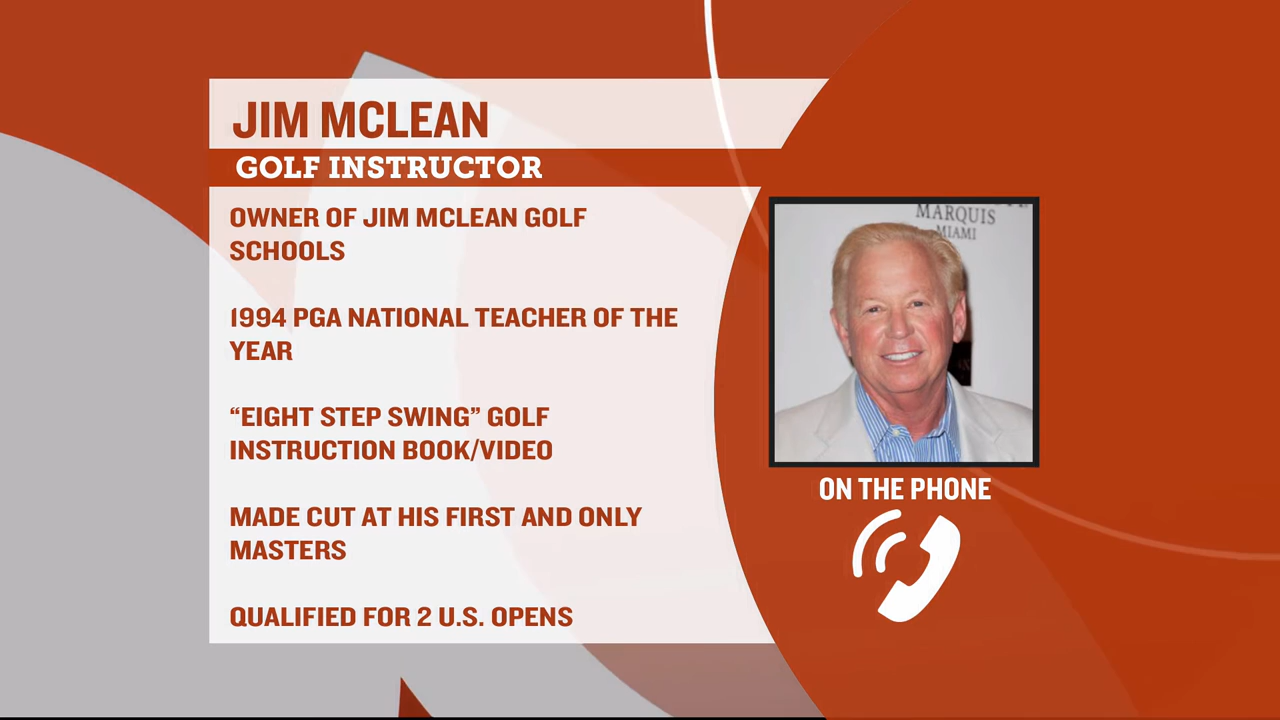 JIM MCLEAN
GOLF INSTRUCTOR
OWNER OF JIM MCLEAN GOLF
SCHOOLS
1994 PGA NATIONAL TEACHER OF THE
YEAR
“EIGHT STEP SWING” GOLF
INSTRUCTION BOOK/VIDEO
MADE CUT AT HIS FIRST AND ONLY
MASTERS
QUALIFIED FOR 2 U.S. OPENS
MARQUIS
MIAMI
ON THE PHONE